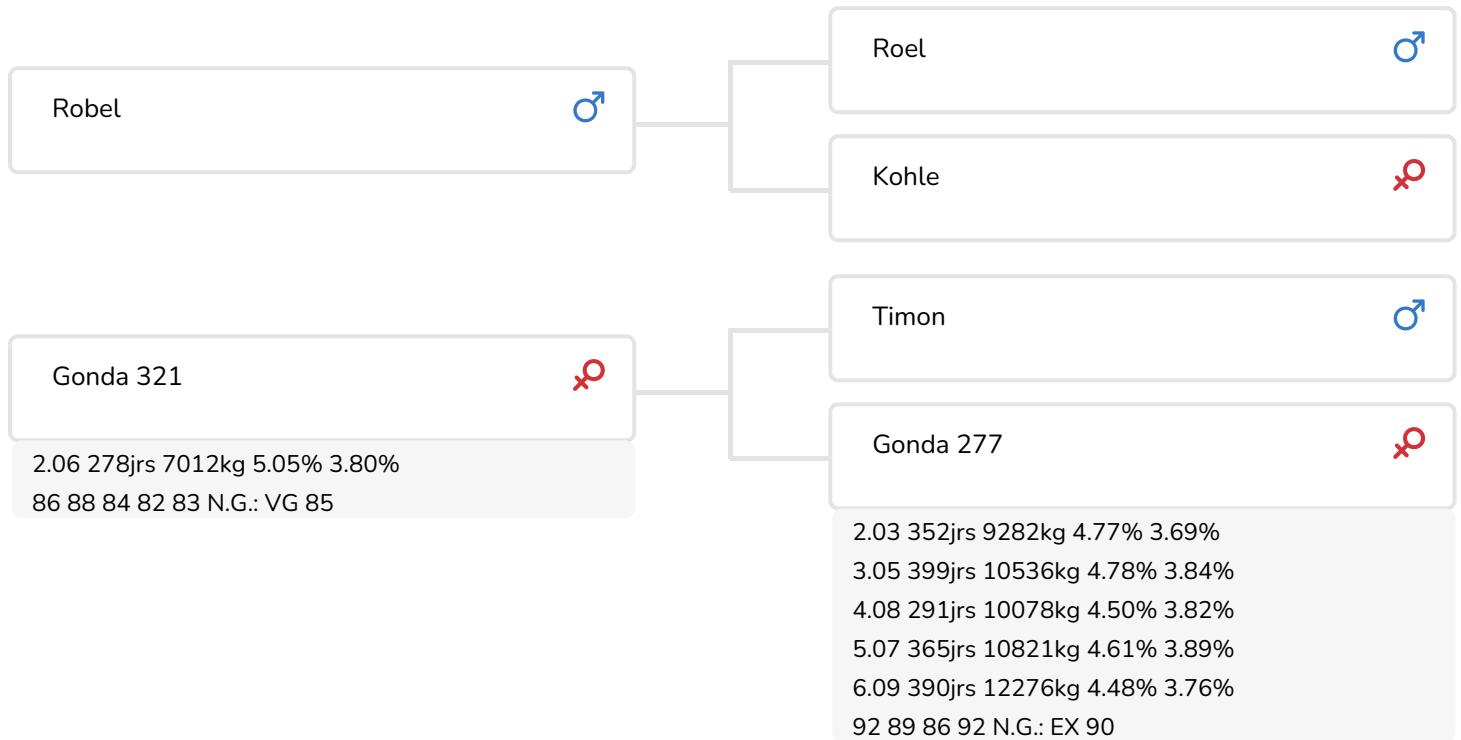 Robel
Gonda 321
2.06 278jrs 7012kg 5.05% 3.80%
86 88 84 82 83 N.G.: VG 85
Roel
Kohle
Timon
Gonda 277
2.03 352jrs 9282kg 4.77% 3.69%
3.05 399jrs 10536kg 4.78% 3.84%
4.08 291jrs 10078kg 4.50% 3.82%
5.07 365jrs 10821kg 4.61% 3.89%
6.09 390jrs 12276kg 4.48% 3.76%
92 89 86 92 N.G.: EX 90